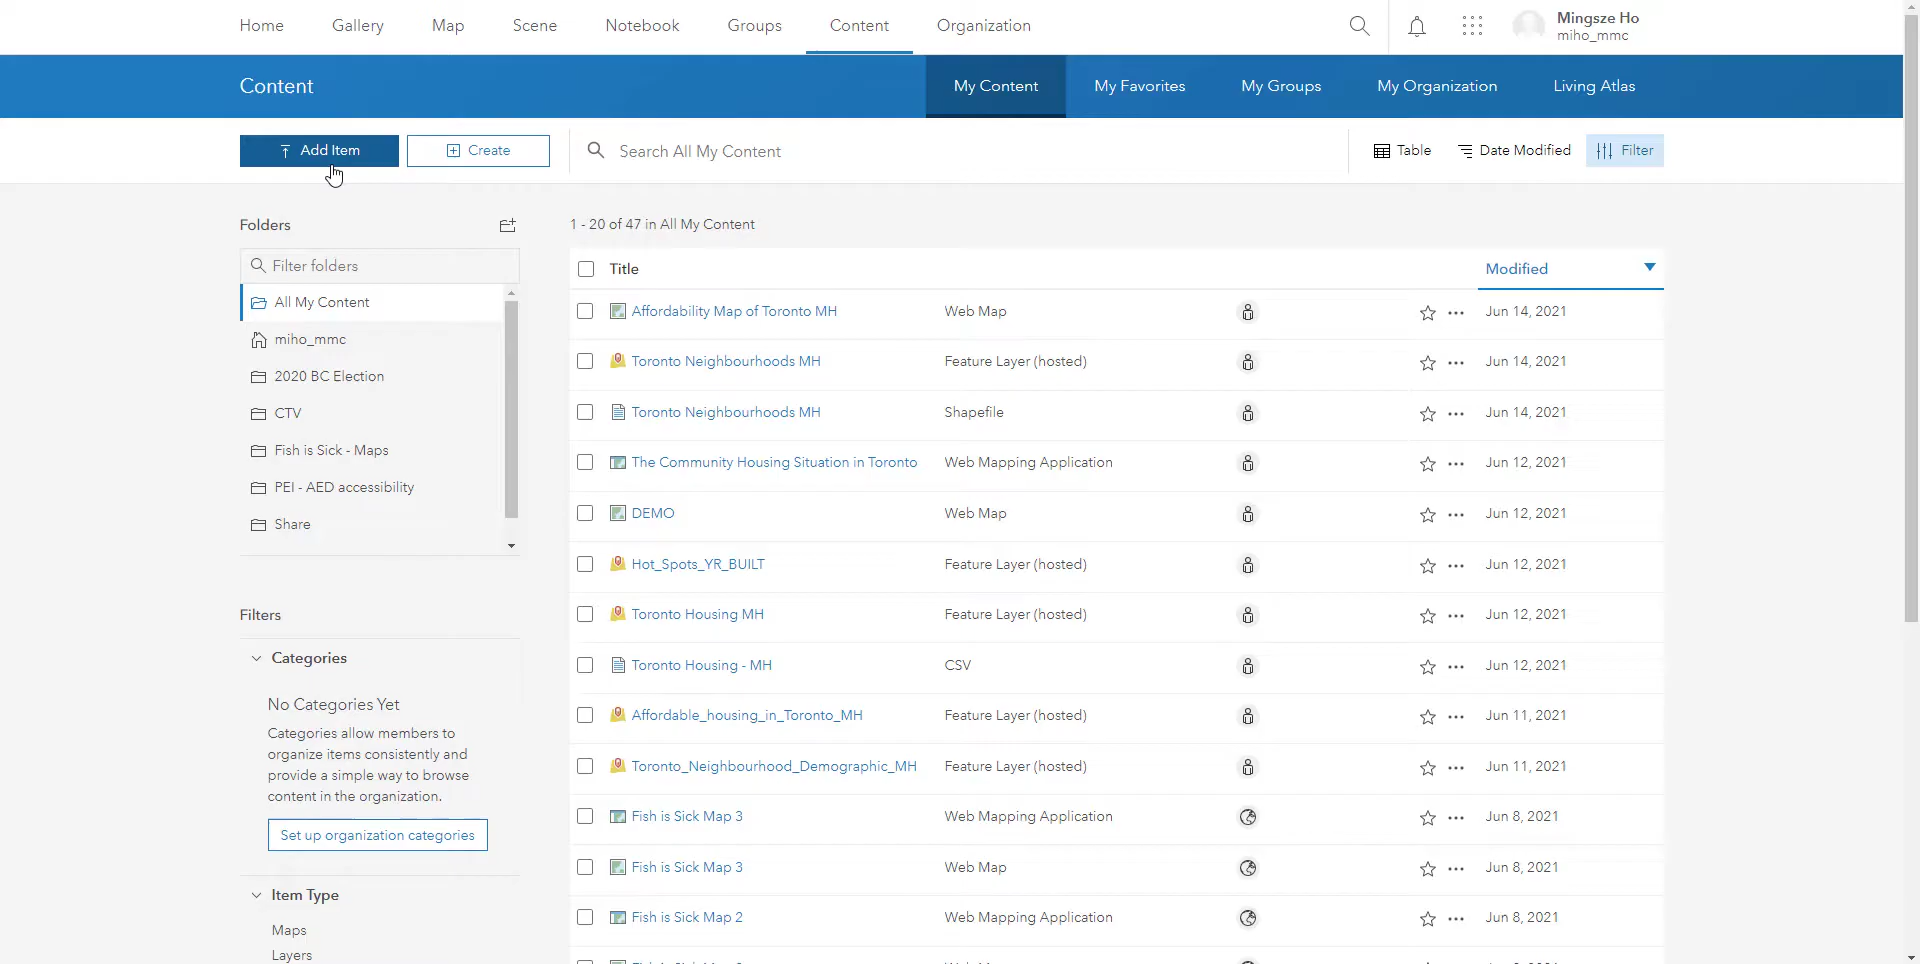 Home Gallery Map Scene Notebook Groups Content Organization Mingsze Ho
miho_mmc
Content My Content My Favorites My Groups My Organization Living Atlas
Add Item Create Search All My Content Table Date Modified Filter
Folders
Filter folders
All My Content
miho_mmc
2020 BC Election
CTV
Fish is Sick - Maps
PEI - AED accessibility
Share
Filters
Categories
No Categories Yet
Categories allow members to
organize items consistently and
provide a simple way to browse
content in the organization.
Set up organization categories
Item Type
Maps
Layers
1 - 20 of 47 in All My Content
Title Modified
Affordability Map of Toronto MH Web Map Jun 14, 2021
Toronto Neighbourhoods MH Feature Layer (hosted) Jun 14, 2021
Toronto Neighbourhoods MH Shapefile Jun 14, 2021
The Community Housing Situation in Toronto Web Mapping Application Jun 12, 2021
DEMO Web Map Jun 12, 2021
Hot_Spots_YR_BUILT Feature Layer (hosted) Jun 12, 2021
Toronto Housing MH Feature Layer (hosted) Jun 12, 2021
Toronto Housing - MH CSV Jun 12, 2021
Affordable_housing_in_Toronto_MH Feature Layer (hosted) Jun 11, 2021
Toronto_Neighbourhood_Demographic_MH Feature Layer (hosted) Jun 11, 2021
Fish is Sick Map 3 Web Mapping Application Jun 8, 2021
Fish is Sick Map 3 Web Map Jun 8, 2021
Fish is Sick Map 2 Web Mapping Application Jun 8, 2021